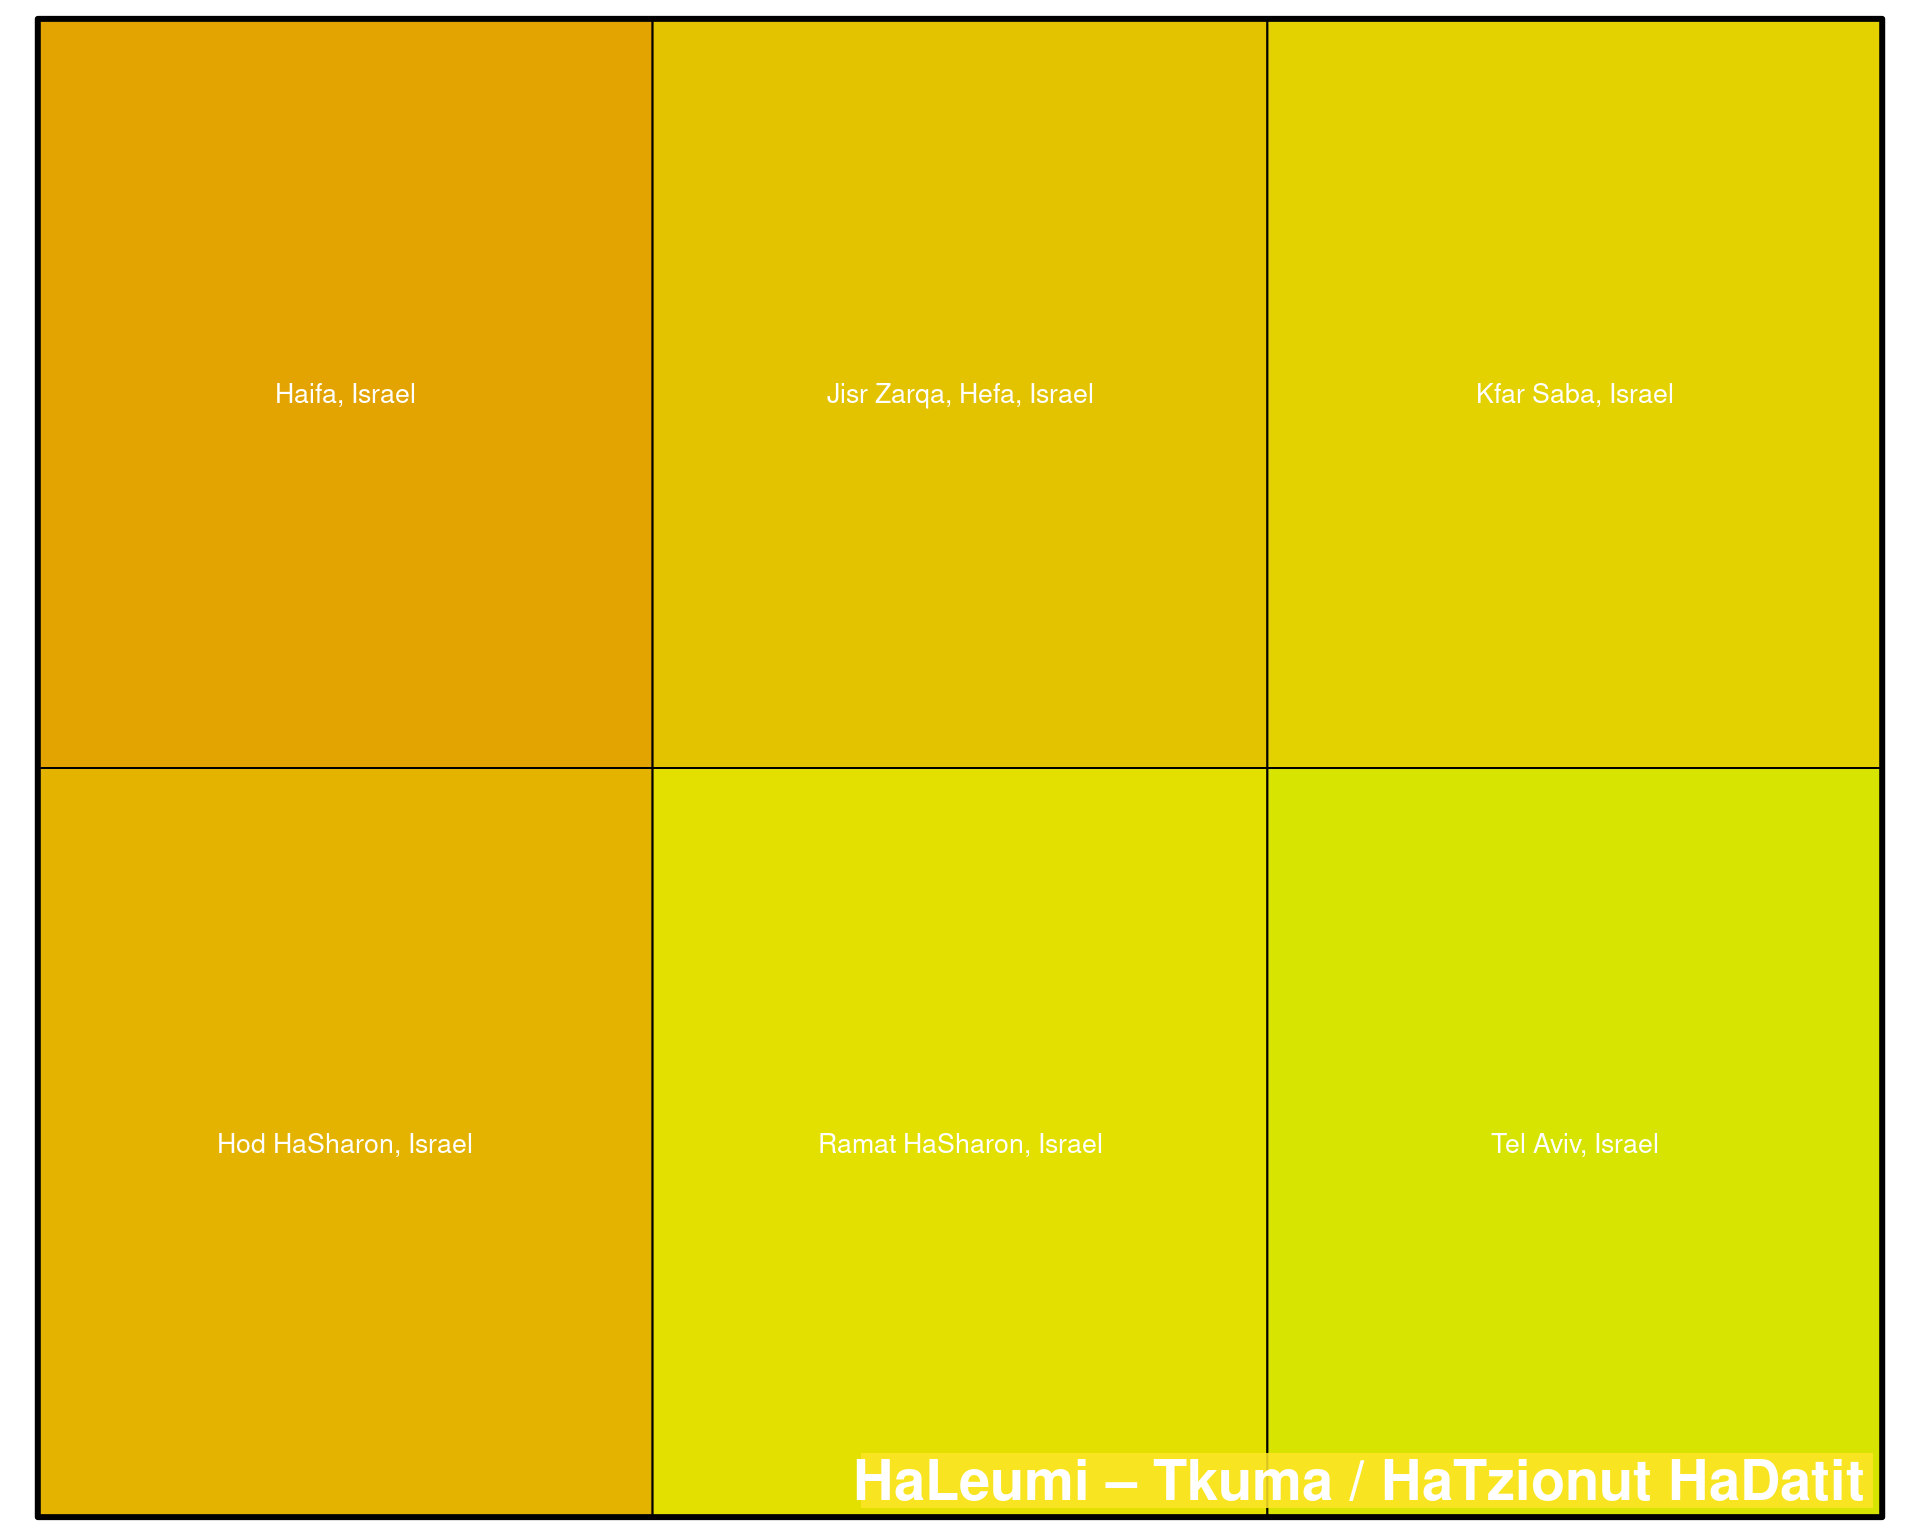 Haifa, Israel
Jisr Zarqa, Hefa, Israel
Kfar Saba, Israel
Hod HaSharon, Israel
Ramat HaSharon, Israel
Tel Aviv, Israel
HaLeumi – Tkuma / HaTzionut HaDatit